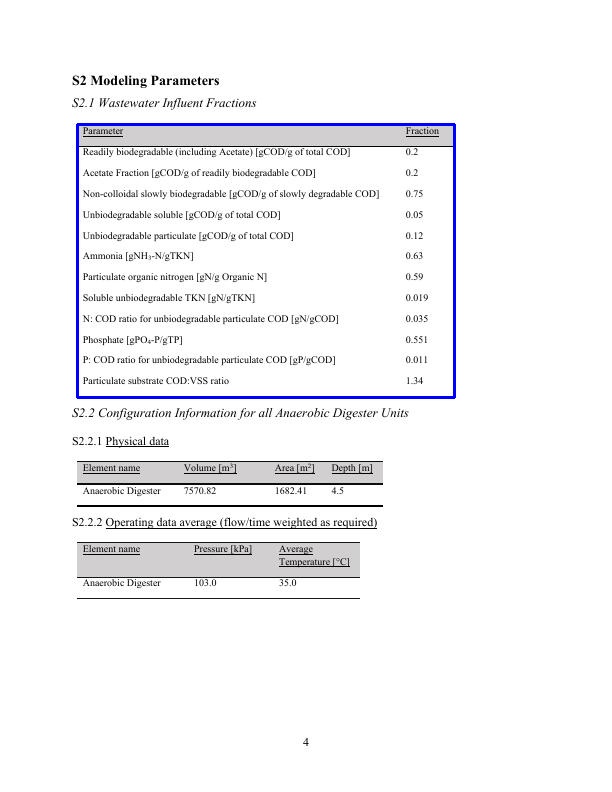 S2 Modeling Parameters
S2.1 Wastewater Influent Fractions
Parameter Fraction
Readily biodegradable (including Acetate) [gCOD/g of total COD] 0.2
Acetate Fraction [gCOD/g of readily biodegradable COD] 0.2
Non-colloidal slowly biodegradable [gCOD/g of slowly degradable COD] 0.75
Unbiodegradable soluble [gCOD/g of total COD] 0.05
Unbiodegradable particulate [gCOD/g of total COD] 0.12
Ammonia [gNH₃-N/gTKN] 0.63
Particulate organic nitrogen [gN/g Organic N] 0.59
Soluble unbiodegradable TKN [gN/gTKN] 0.019
N: COD ratio for unbiodegradable particulate COD [gN/gCOD] 0.035
Phosphate [gPO₄-P/gTP] 0.551
P: COD ratio for unbiodegradable particulate COD [gP/gCOD] 0.011
Particulate substrate COD:VSS ratio 1.34
S2.2 Configuration Information for all Anaerobic Digester Units
S2.2.1 Physical data
Element name Volume [m³] Area [m²] Depth [m]
Anaerobic Digester 7570.82 1682.41 4.5
S2.2.2 Operating data average (flow/time weighted as required)
Element name Pressure [kPa] Average
Temperature [°C]
Anaerobic Digester 103.0 35.0
4